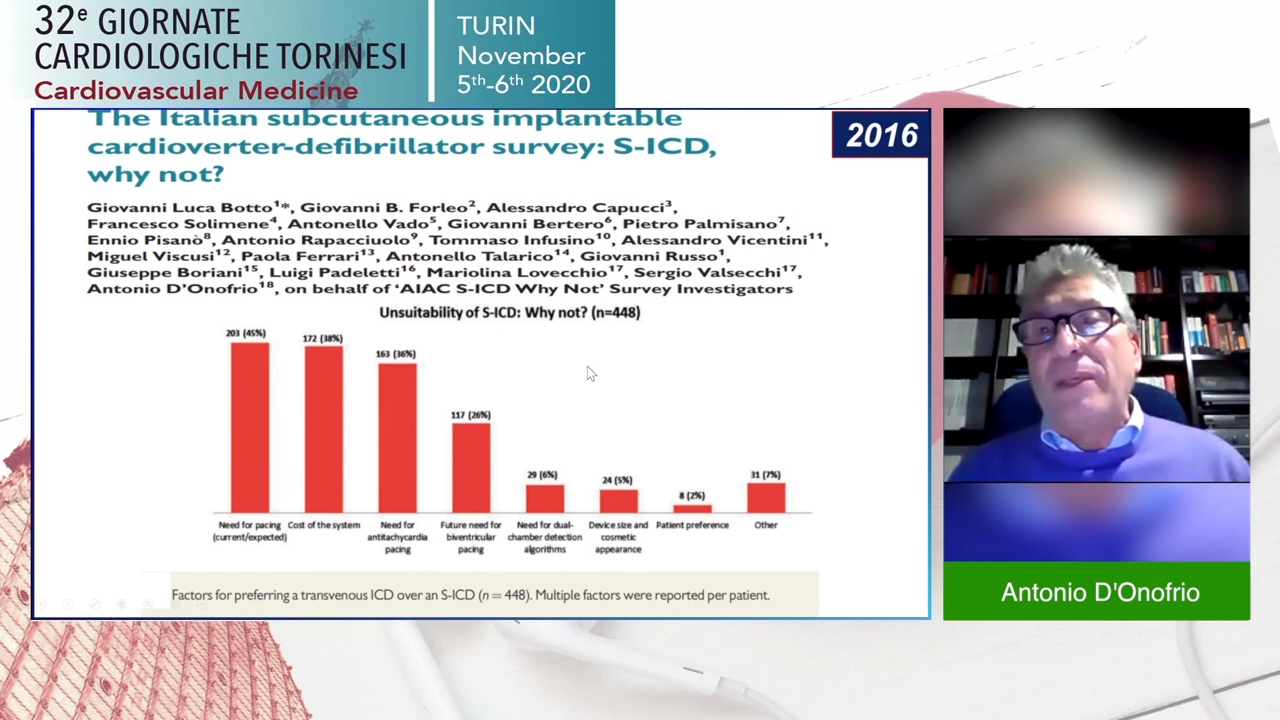 32e GIORNATE
CARDIOLOGICHE TORINESI
Cardiovascular Medicine
TURIN
November
5th-6th 2020
The Italian subcutaneous implantable
cardioverter-defibrillator survey: S-ICD,
why not?
2016
Giovanni Luca Botto1*, Giovanni B. Forleo2, Alessandro Capucci3,
Francesco Solimene4, Antonello Vado5, Giovanni Bertero6, Pietro Palmisano7,
Ennio Pisanò8, Antonio Rapacciuolo9, Tommaso Infusino10, Alessandro Vicentini11,
Miguel Viscusi12, Paola Ferrari13, Antonello Talarico14, Giovanni Russo1,
Giuseppe Boriani15, Luigi Padeletti16, Mariolina Lovecchio17, Sergio Valsecchi17,
Antonio D'Onofrio18, on behalf of 'AIAC S-ICD Why Not' Survey Investigators
Unsuitability of S-ICD: Why not? (n=448)
203 (45%)
172 (38%)
163 (36%)
117 (26%)
29 (6%)
24 (5%)
8 (2%)
31 (7%)
Need for pacing
(current/expected)
Cost of the system
Need for
antitachycardia
pacing
Future need for
biventricular
pacing
Need for dual-
chamber detection
algorithms
Device size and
cosmetic
appearance
Patient preference
Other
Factors for preferring a transvenous ICD over an S-ICD (n = 448). Multiple factors were reported per patient.
Antonio D'Onofrio